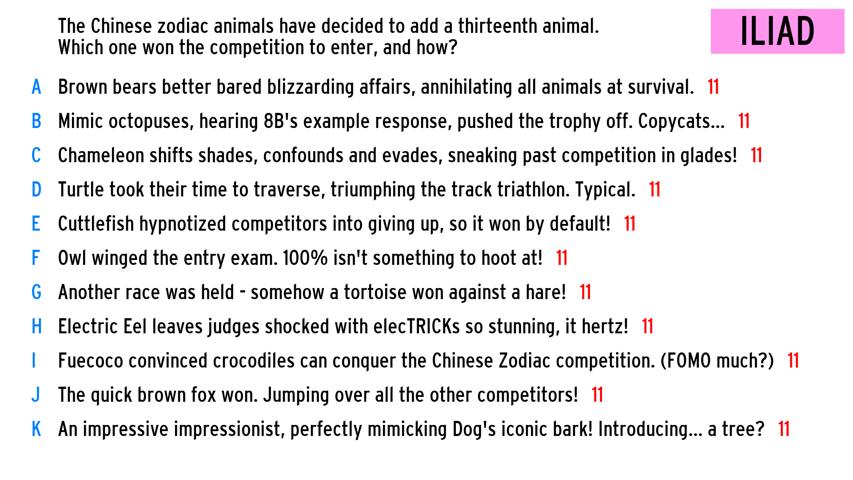 The Chinese zodiac animals have decided to add a thirteenth animal.
Which one won the competition to enter, and how?
ILIAD
A Brown bears better bared blizzarding affairs, annihilating all animals at survival. 11
B Mimic octopuses, hearing 8B's example response, pushed the trophy off. Copycats... 11
C Chameleon shifts shades, confounds and evades, sneaking past competition in glades! 11
D Turtle took their time to traverse, triumphing the track triathlon. Typical. 11
E Cuttlefish hypnotized competitors into giving up, so it won by default! 11
F Owl winged the entry exam. 100% isn't something to hoot at! 11
G Another race was held - somehow a tortoise won against a hare! 11
H Electric Eel leaves judges shocked with elecTRICKs so stunning, it hertz! 11
I Fuecoco convinced crocodiles can conquer the Chinese Zodiac competition. (FOMO much?) 11
J The quick brown fox won. Jumping over all the other competitors! 11
K An impressive impressionist, perfectly mimicking Dog's iconic bark! Introducing... a tree? 11